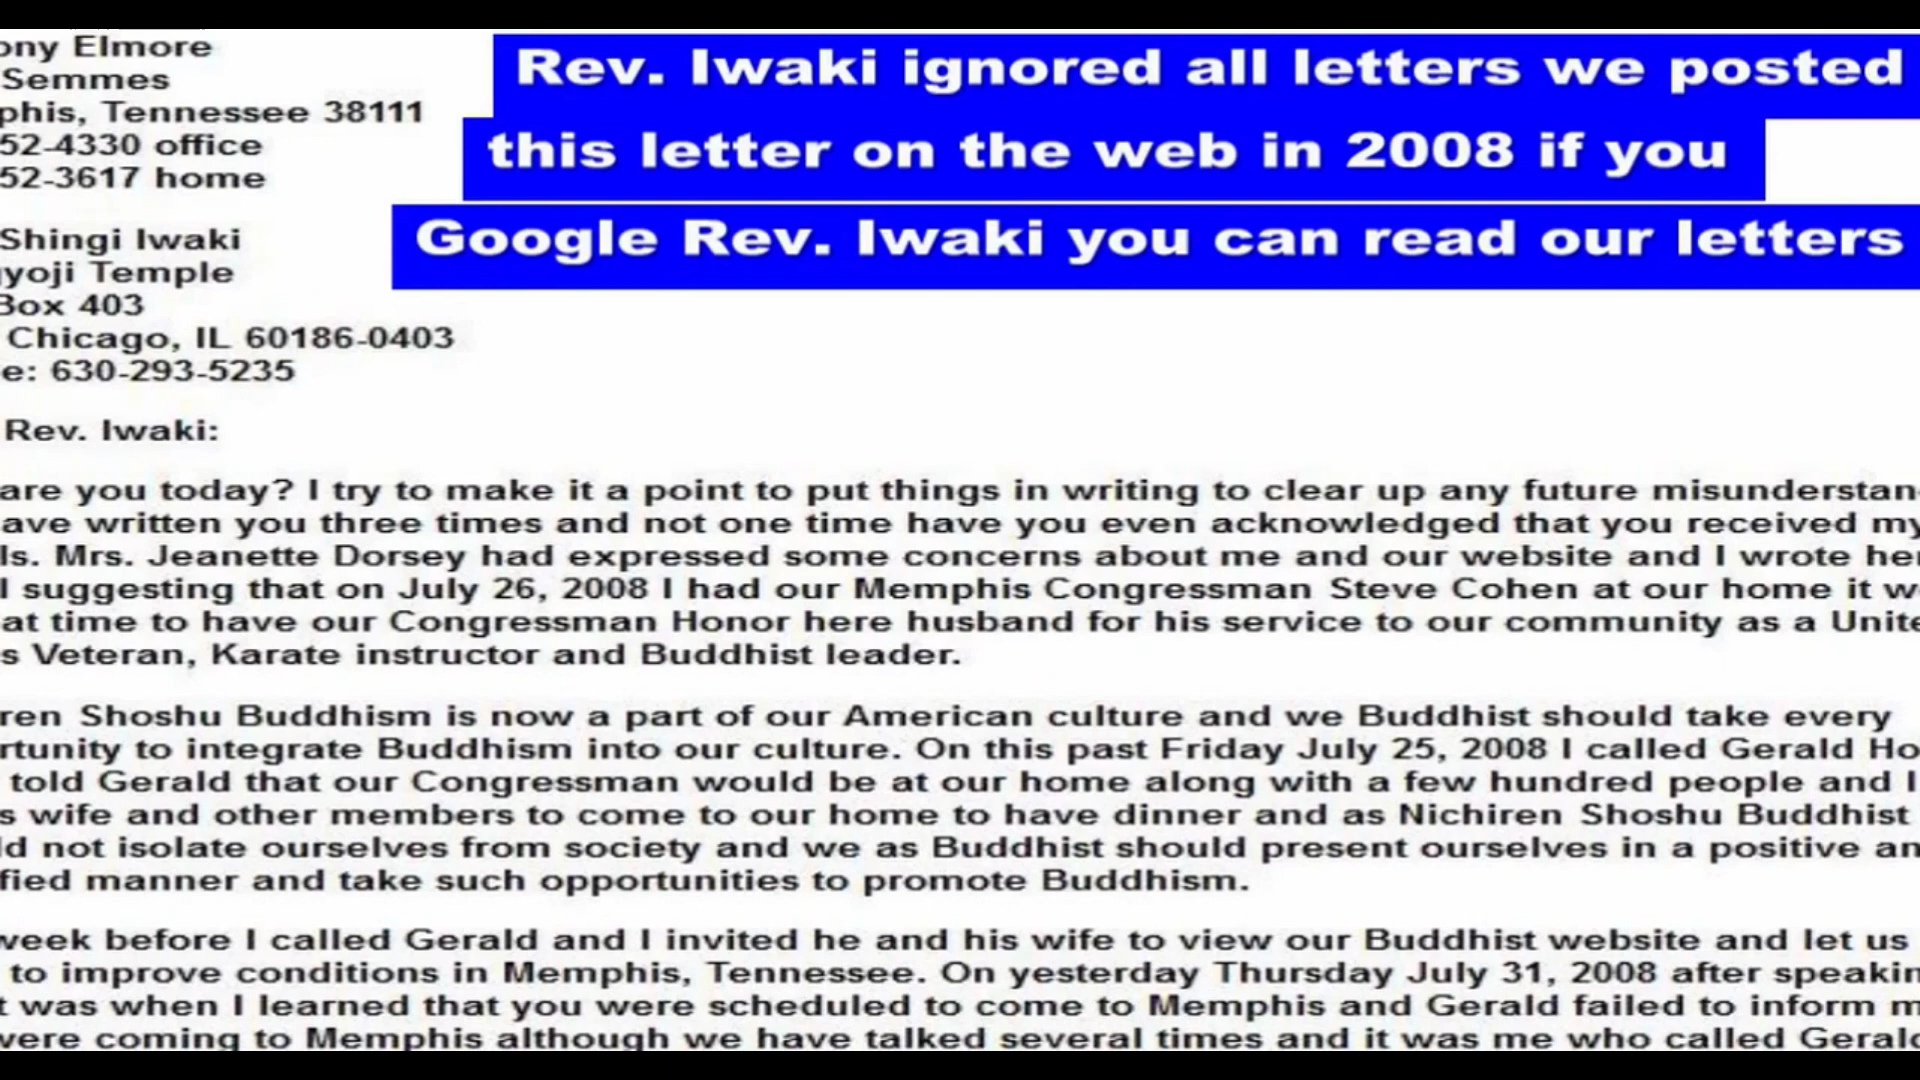 ony Elmore
Semmes
phis, Tennessee 38111
52-4330 office
52-3617 home
Rev. Iwaki ignored all letters we posted
this letter on the web in 2008 if you
Google Rev. Iwaki you can read our letters
Shingi Iwaki
yoji Temple
Box 403
Chicago, IL 60186-0403
e: 630-293-5235
Rev. Iwaki:
are you today? I try to make it a point to put things in writing to clear up any future misunderstan
ave written you three times and not one time have you even acknowledged that you received my
ls. Mrs. Jeanette Dorsey had expressed some concerns about me and our website and I wrote her
I suggesting that on July 26, 2008 I had our Memphis Congressman Steve Cohen at our home it w
at time to have our Congressman Honor here husband for his service to our community as a Unite
s Veteran, Karate instructor and Buddhist leader.
ren Shoshu Buddhism is now a part of our American culture and we Buddhist should take every
rtunity to integrate Buddhism into our culture. On this past Friday July 25, 2008 I called Gerald Ho
told Gerald that our Congressman would be at our home along with a few hundred people and I
s wife and other members to come to our home to have dinner and as Nichiren Shoshu Buddhist
ld not isolate ourselves from society and we as Buddhist should present ourselves in a positive an
fied manner and take such opportunities to promote Buddhism.
week before I called Gerald and I invited he and his wife to view our Buddhist website and let us
to improve conditions in Memphis, Tennessee. On yesterday Thursday July 31, 2008 after speakin
t was when I learned that you were scheduled to come to Memphis and Gerald failed to inform m
were coming to Memphis although we have talked several times and it was me who called Gerald